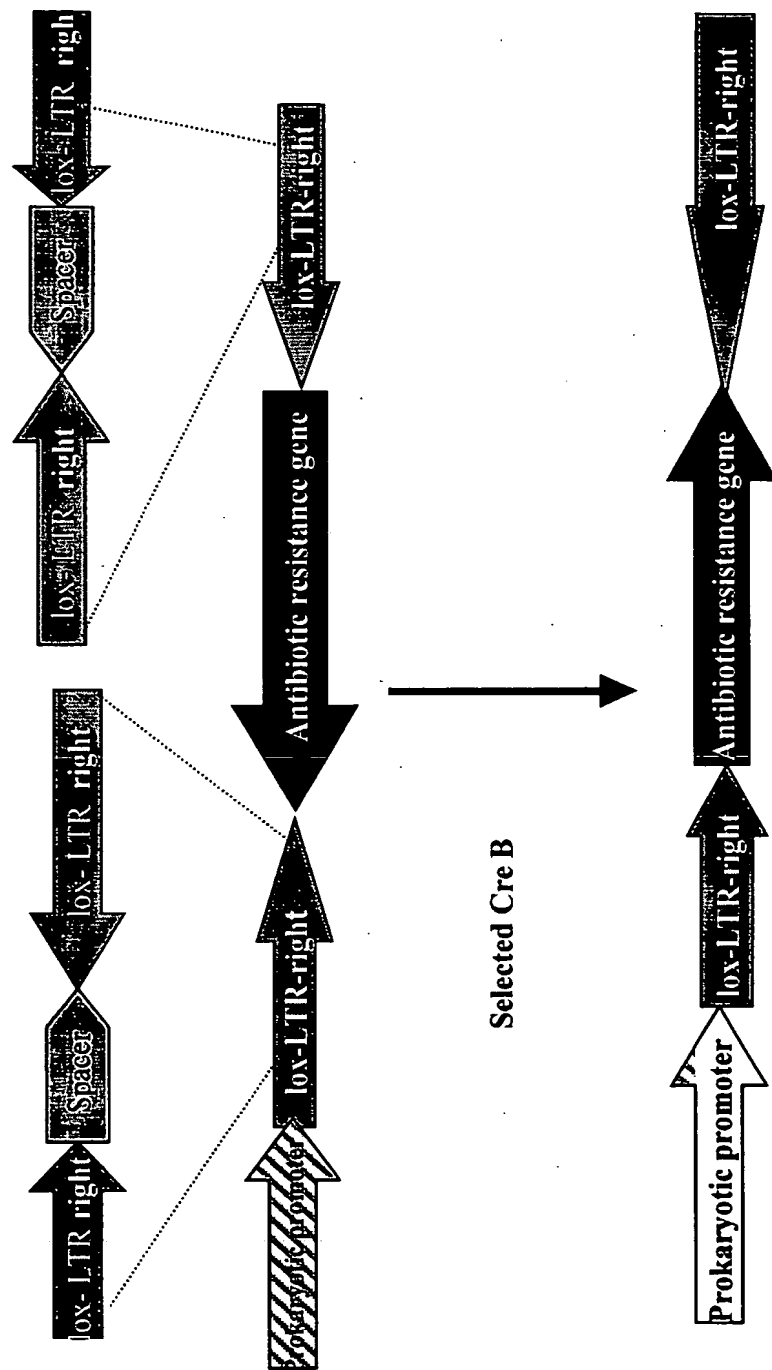 lox- LTR right
Spacer
lox- LTR right
lox- LTR right
Spacer
lox- LTR righ
Prokaryotic promoter
lox-LTR-right
Antibiotic resistance gene
lox-LTR-right
Selected Cre B
Prokaryotic promoter
lox-LTR-right
Antibiotic resistance gene
lox-LTR-right